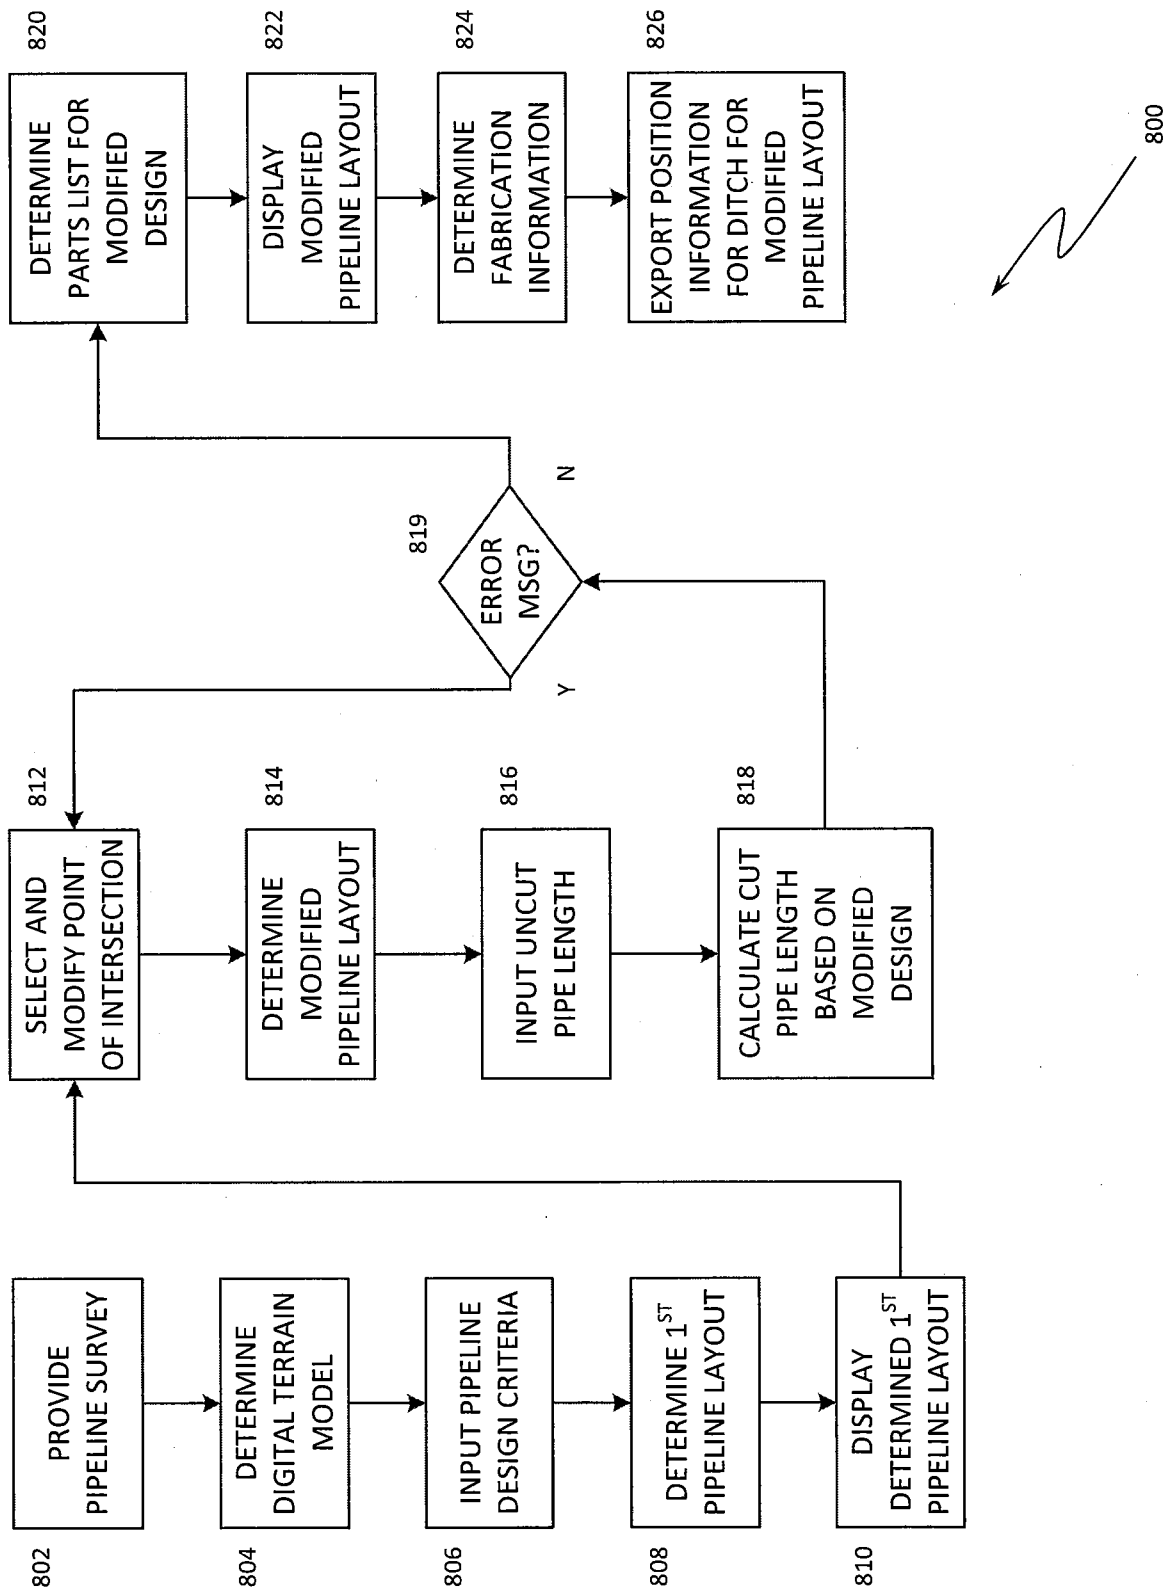 802
PROVIDE
PIPELINE SURVEY
804
DETERMINE
DIGITAL TERRAIN
MODEL
806
INPUT PIPELINE
DESIGN CRITERIA
808
DETERMINE 1ST
PIPELINE LAYOUT
810
DISPLAY
DETERMINED 1ST
PIPELINE LAYOUT
812
SELECT AND
MODIFY POINT
OF INTERSECTION
814
DETERMINE
MODIFIED
PIPELINE LAYOUT
816
INPUT UNCUT
PIPE LENGTH
818
CALCULATE CUT
PIPE LENGTH
BASED ON
MODIFIED
DESIGN
819
ERROR
MSG?
Y
N
820
DETERMINE
PARTS LIST FOR
MODIFIED
DESIGN
822
DISPLAY
MODIFIED
PIPELINE LAYOUT
824
DETERMINE
FABRICATION
INFORMATION
826
EXPORT POSITION
INFORMATION
FOR DITCH FOR
MODIFIED
PIPELINE LAYOUT
800